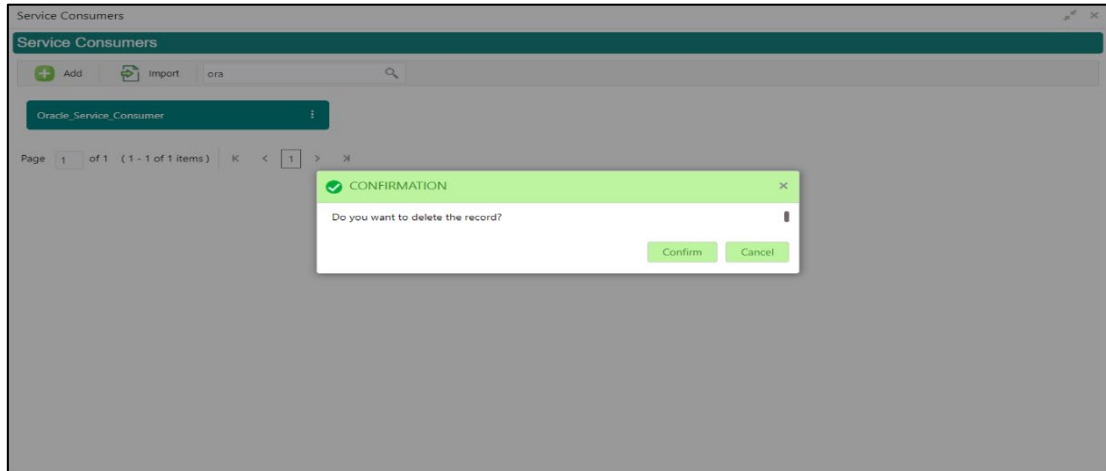 Service Consumers
Service Consumers
Add Import ora
Oracle_Service_Consumer
Page 1 of 1 (1 - 1 of 1 items) 1
CONFIRMATION
Do you want to delete the record?
Confirm Cancel